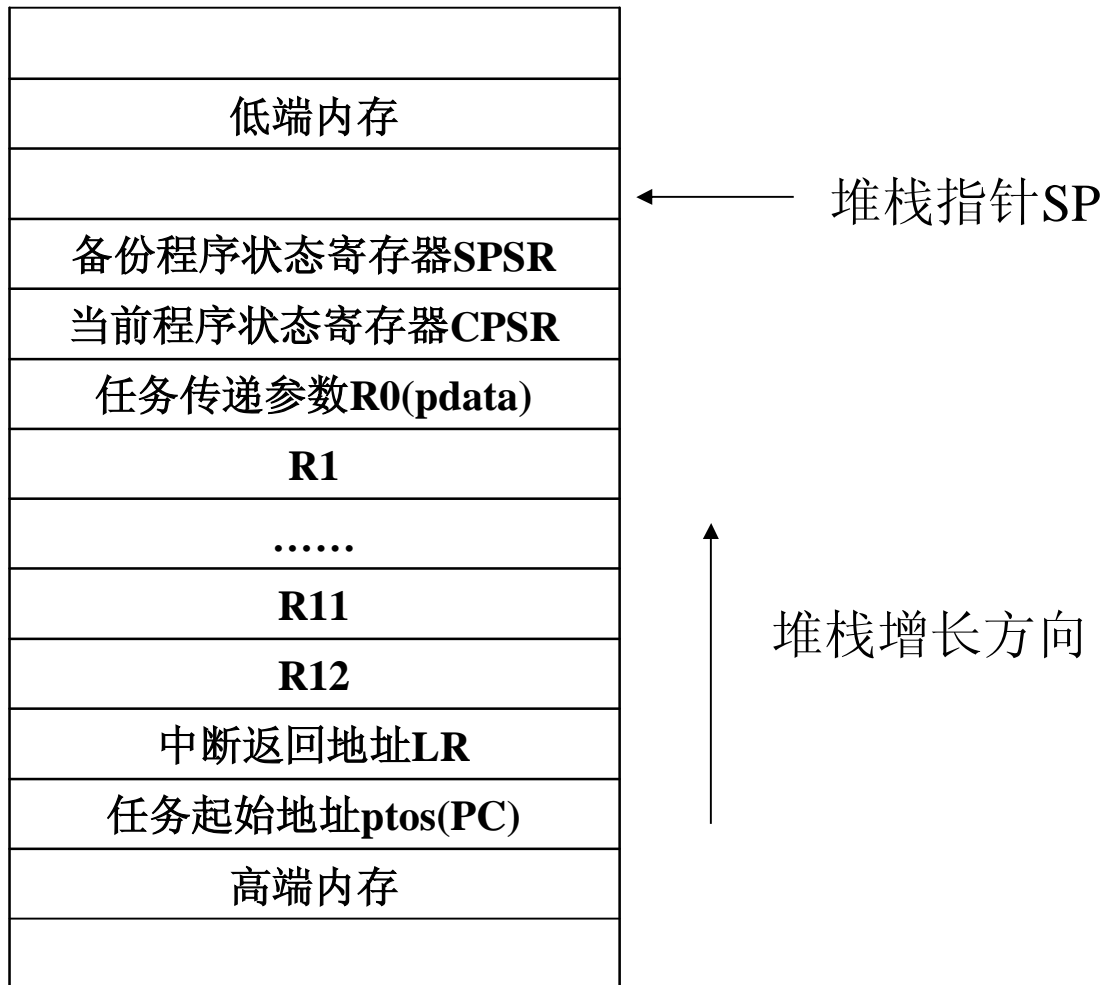 低端内存
堆栈指针SP
备份程序状态寄存器SPSR
当前程序状态寄存器CPSR
任务传递参数R0(pdata)
R1
……
R11
堆栈增长方向
R12
中断返回地址LR
任务起始地址ptos(PC)
高端内存